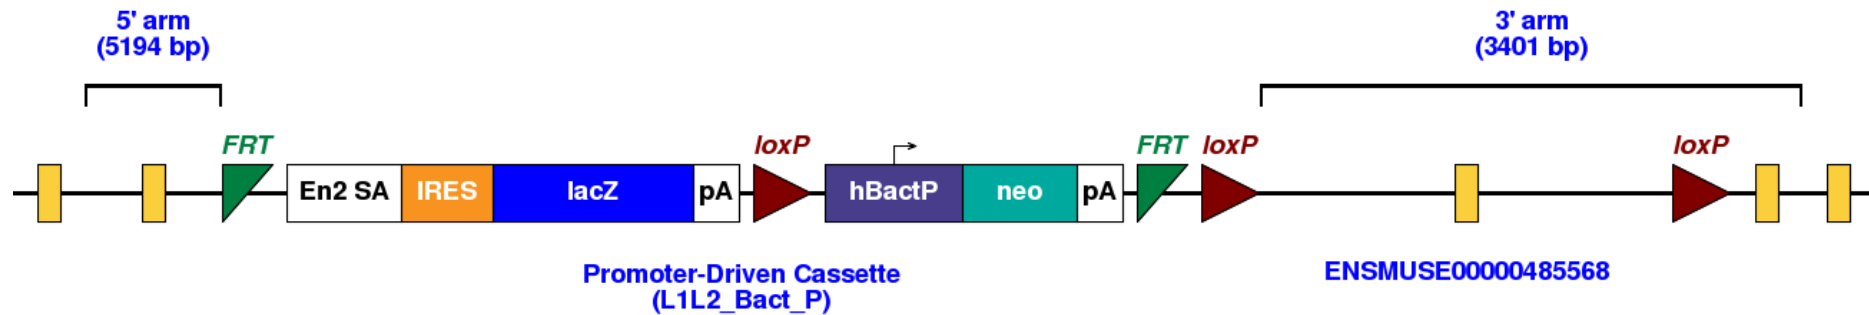 5' arm
(5194 bp)
3' arm
(3401 bp)
FRT
loxP
FRT
loxP
loxP
En2 SA
IRES
lacZ
pA
hBactP
neo
pA
Promoter-Driven Cassette
(L1L2_Bact_P)
ENSMUSE00000485568